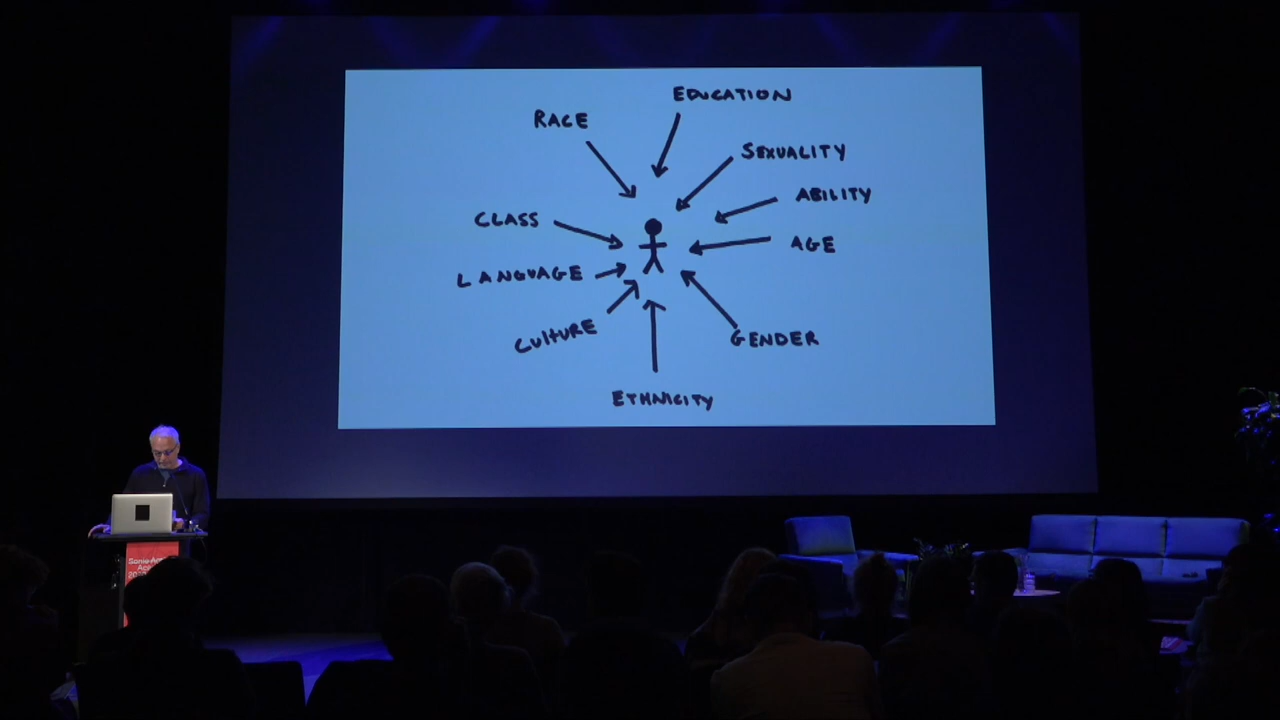 EDUCATION
RACE
SEXUALITY
ABILITY
CLASS
AGE
LANGUAGE
CULtURE
GENDER
ETHNICITY